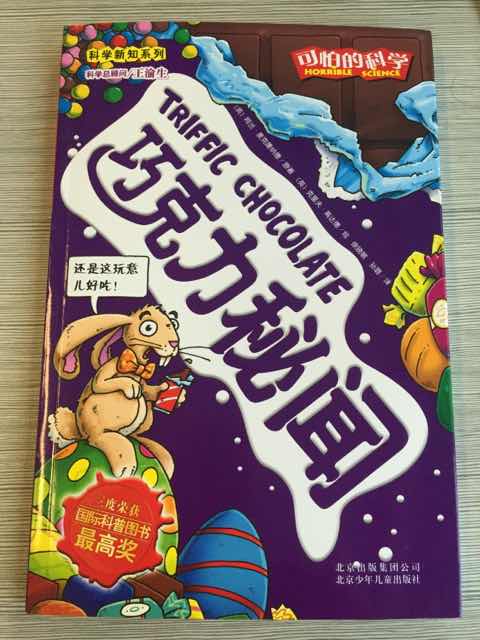 科学新知系列
科学总顾问/王渝生
可怕的科学
HORRIBLE SCIENCE
TRIFFIC CHOCOLATE
巧克力秘闻
还是这玩意
儿好吃!
三度荣获
国际科普图书
最高奖
北京出版集团公司
北京少年儿童出版社